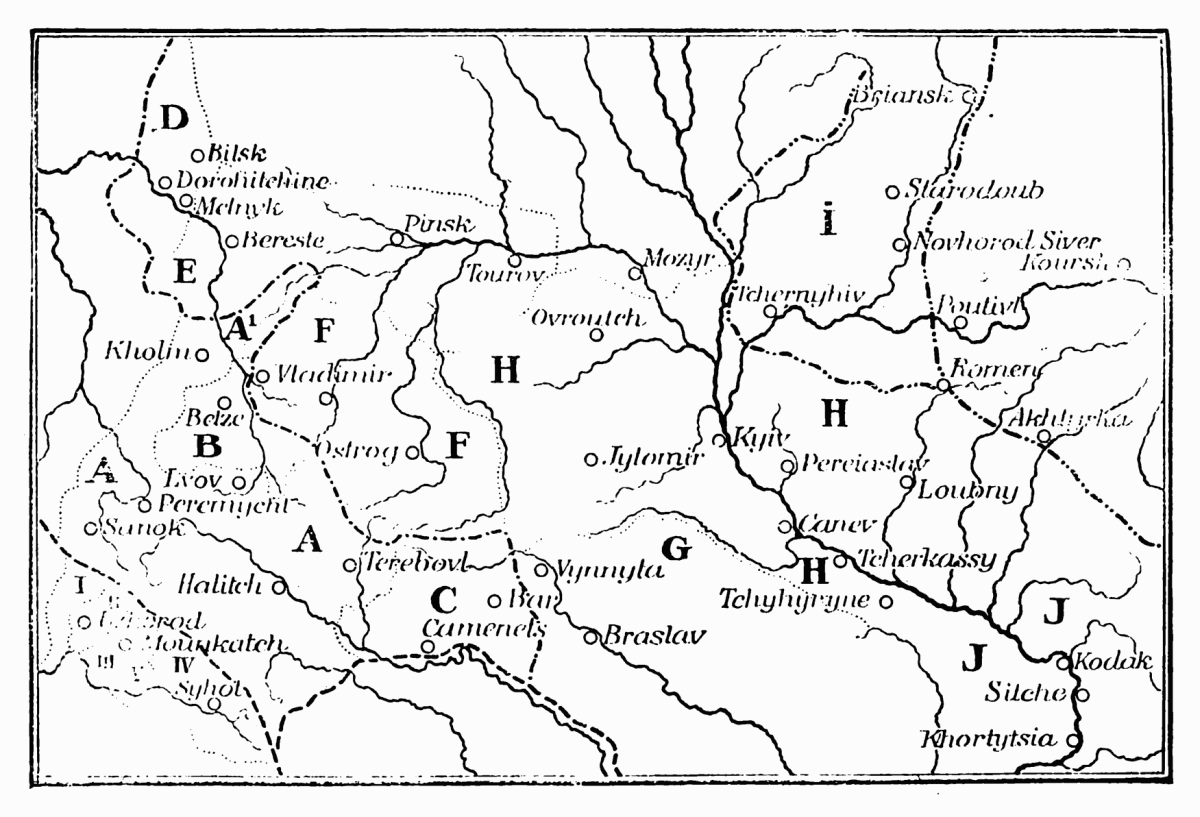 Briansk
D
Bilsk
Dorohitchine
Melnyk
Starodoub
I
Pinsk
Bereste
Novhorod Siver
Mozyr
Tourov
E
Koursk
Tchernyhiv
Poutivl
A¹
F
Ovroutch
Kholm
H
Vladimir
Romen
Belze
H
Akhtyrka
B
Ostrog
F
Kyiv
Jytomir
Pereiaslav
A
Lvov
Loubny
Peremycht
Sanok
Canev
A
G
Terebovl
Tcherkassy
Vynnyta
H
I
Halitch
C
Bar
Tchyhyryne
II
J
Camenets
Braslav
Mounkatch
III
IV
J
Kodak
Syhot
Sitche
Khortytsia